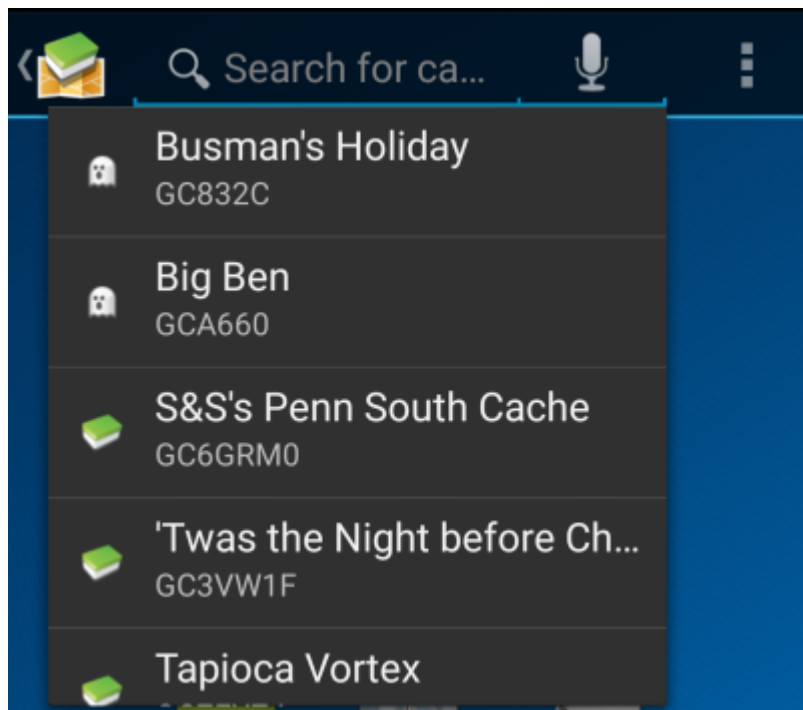 Search for ca...
Busman's Holiday
GC832C
Big Ben
GCA660
S&S's Penn South Cache
GC6GRM0
'Twas the Night before Ch...
GC3VW1F
Tapioca Vortex